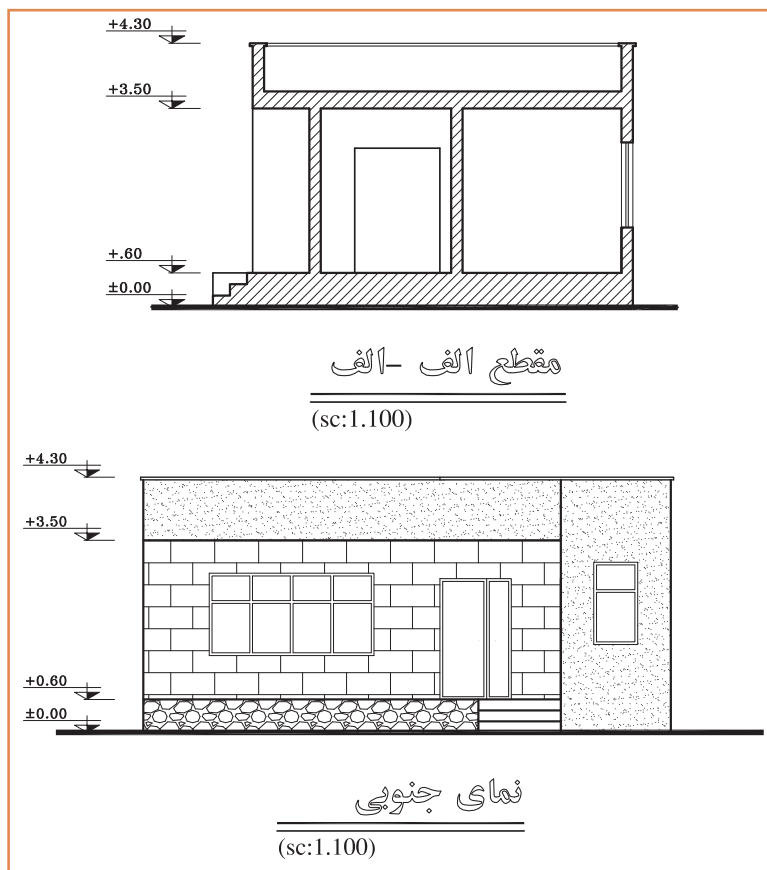 +4.30
+3.50
+.60
±0.00
مقطع الف -الف
(sc:1.100)
+4.30
+3.50
+0.60
±0.00
نمای جنوبی
(sc:1.100)